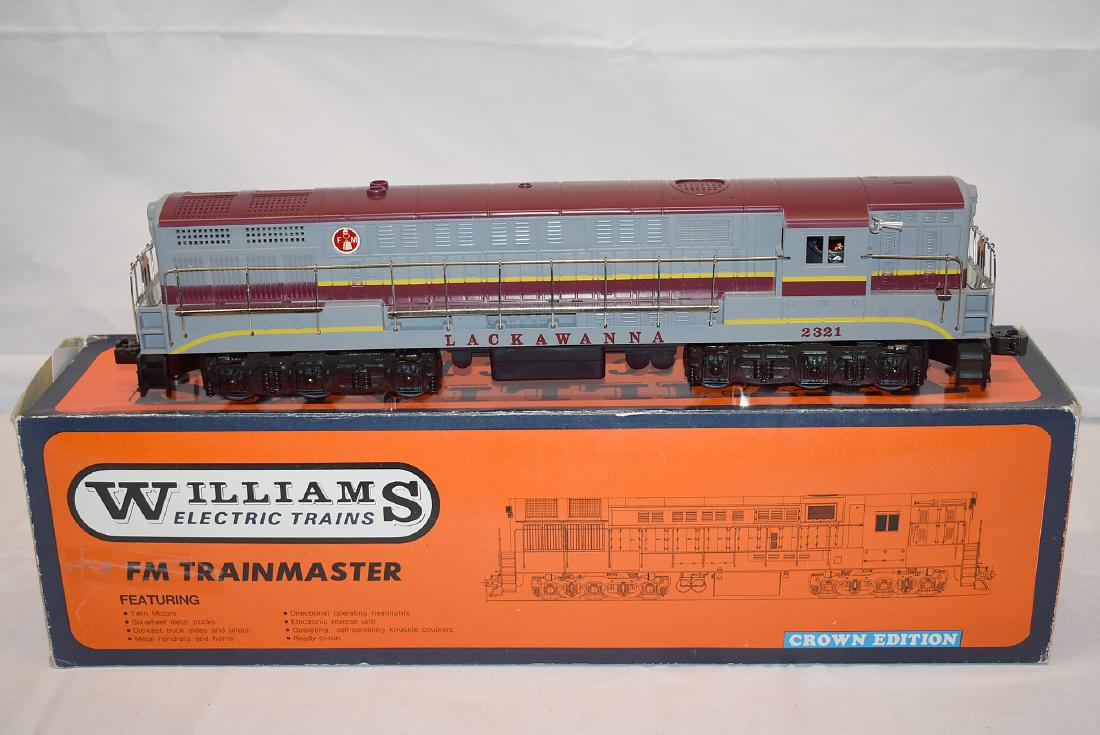 F M
LACKAWANNA
2321
WILLIAMS
ELECTRIC TRAINS
FM TRAINMASTER
FEATURING
• Twin Motors
• Six-wheel metal trucks
• Die-cast truck sides and pilots
• Metal handrails and horns
• Directional operating headlights
• Electronic reverse unit
• Operating, self-centering knuckle couplers
• Ready-to-run
CROWN EDITION